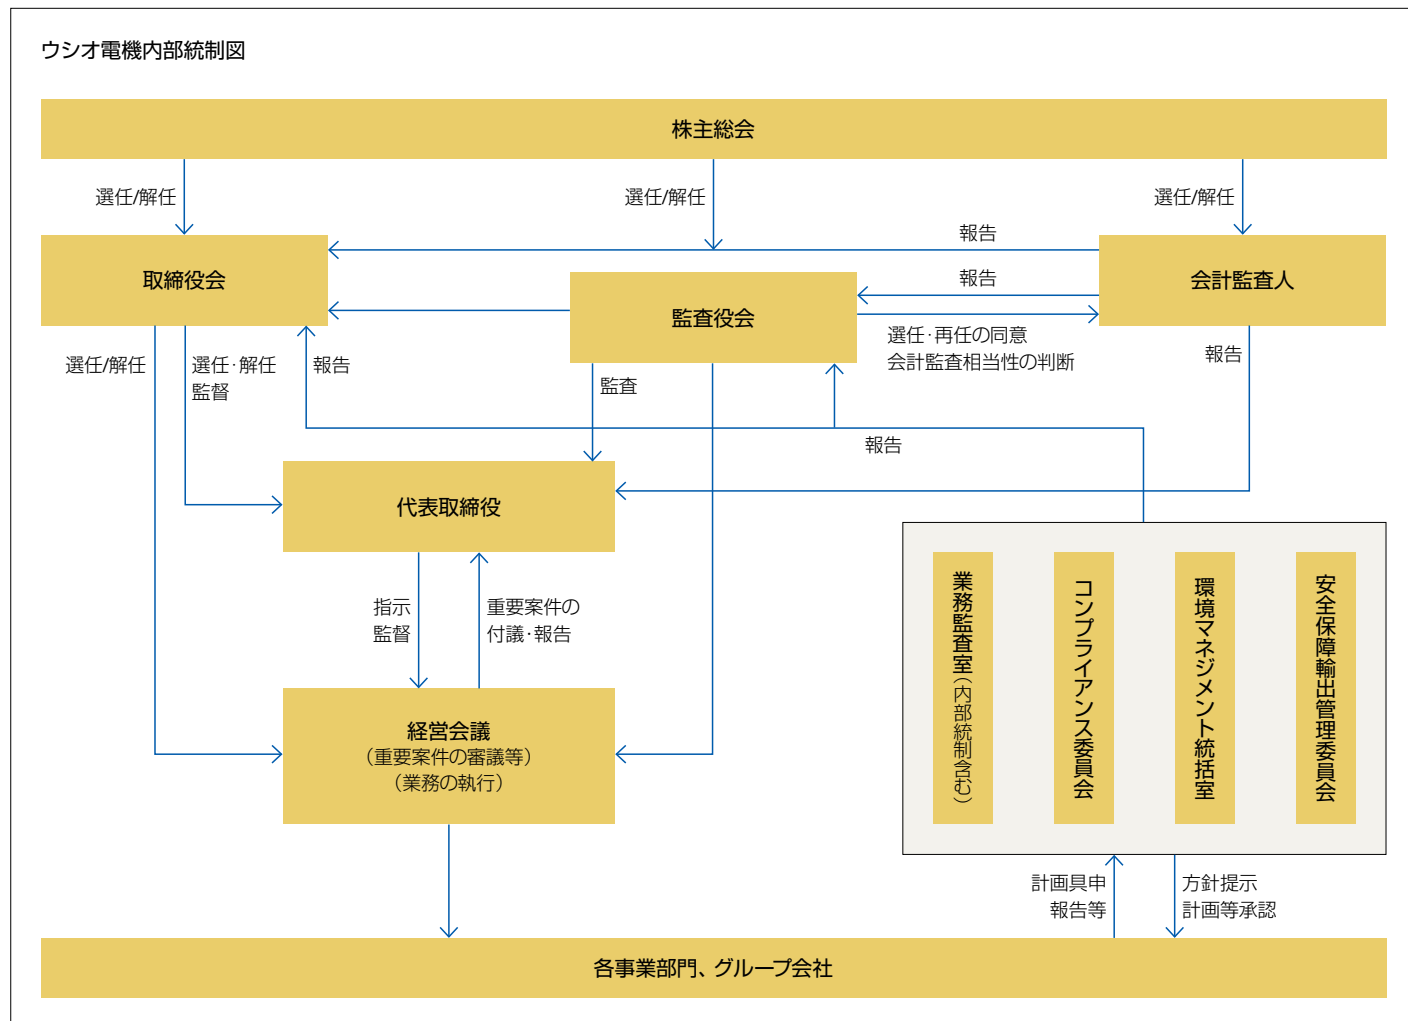 ウシオ電機内部統制図
株主総会
選任/解任
選任/解任
選任/解任
報告
取締役会
監査役会
報告
会計監査人
選任・再任の同意
会計監査相当性の判断
選任/解任
選任・解任
監督
報告
監査
報告
報告
代表取締役
指示
監督
重要案件の
付議・報告
経営会議
（重要案件の審議等）
（業務の執行）
業務監査室（内部統制含む）
コンプライアンス委員会
環境マネジメント統括室
安全保障輸出管理委員会
計画具申
報告等
方針提示
計画等承認
各事業部門、グループ会社